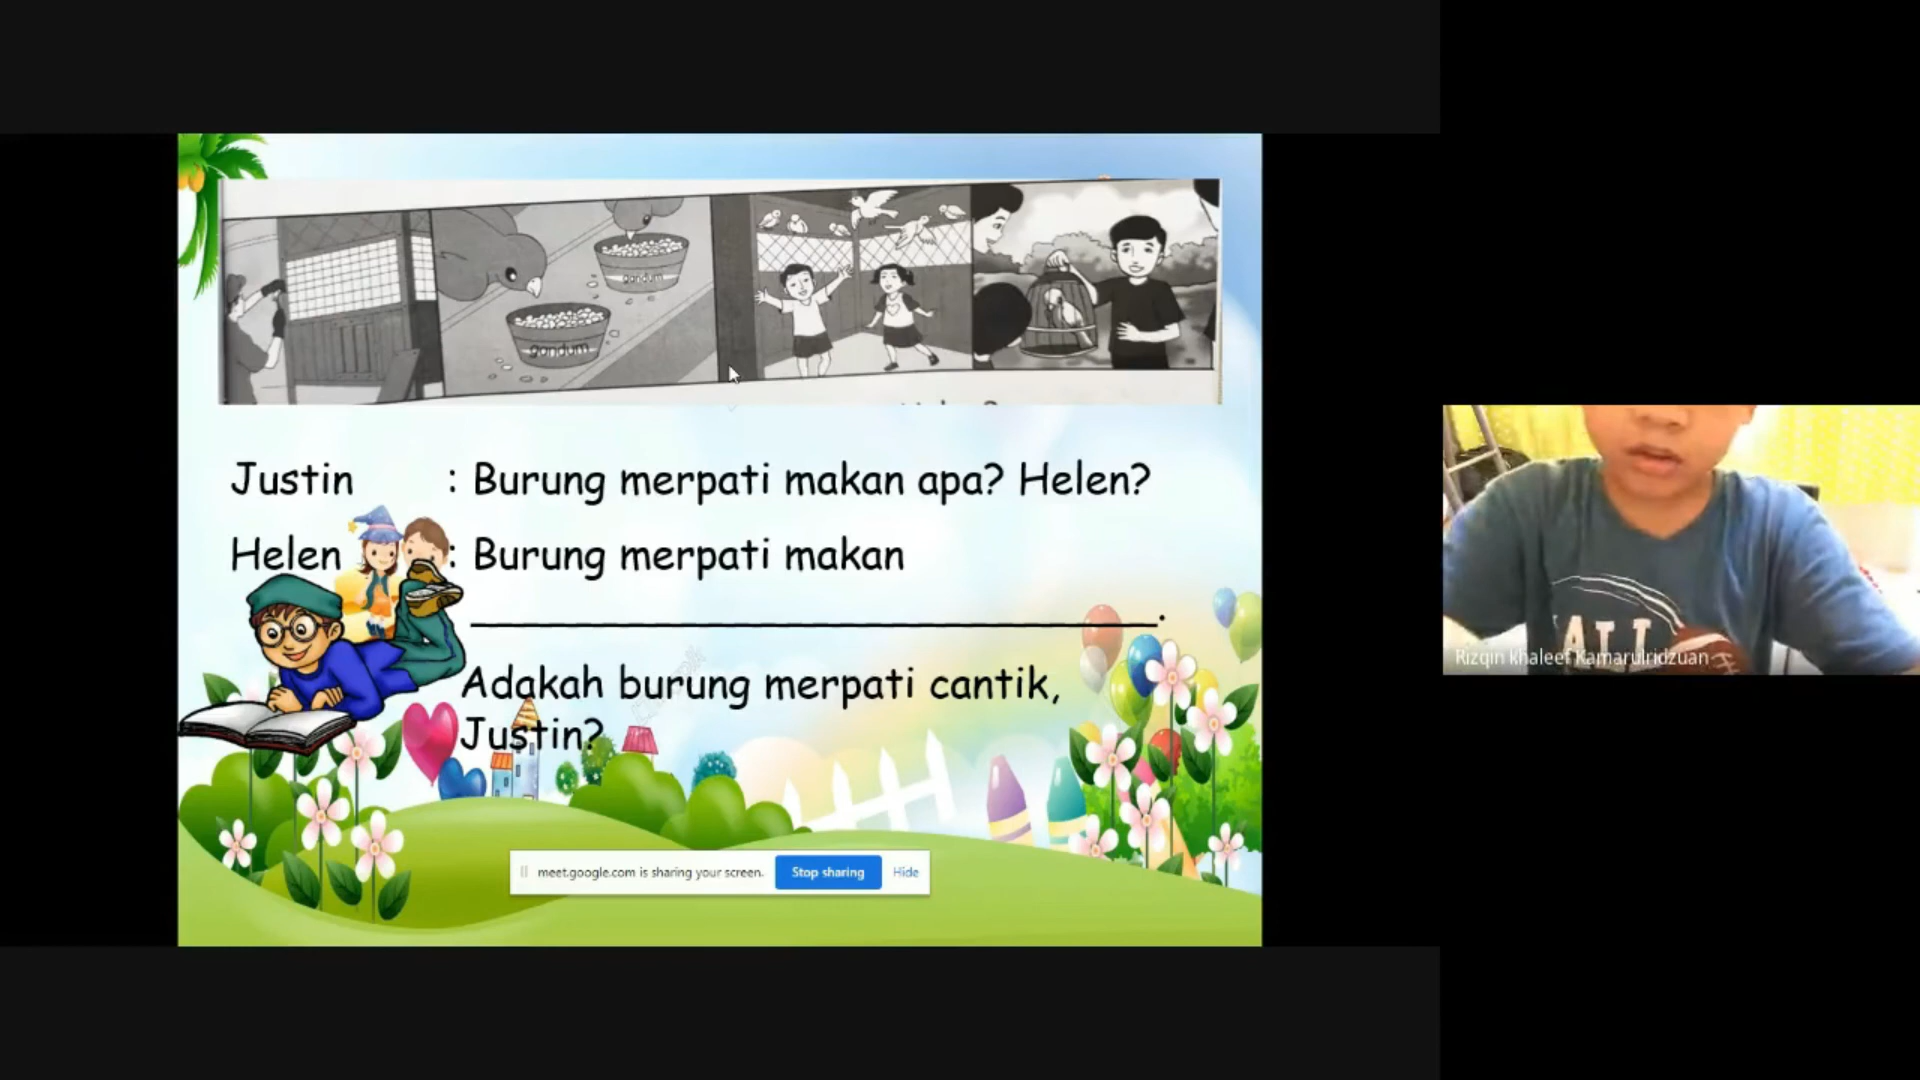 gandum
gandum
Justin : Burung merpati makan apa? Helen?
Helen : Burung merpati makan
____________________.
Adakah burung merpati cantik,
Justin?
meet.google.com is sharing your screen. Stop sharing Hide
Rizqin khaleef Kamarulridzuan